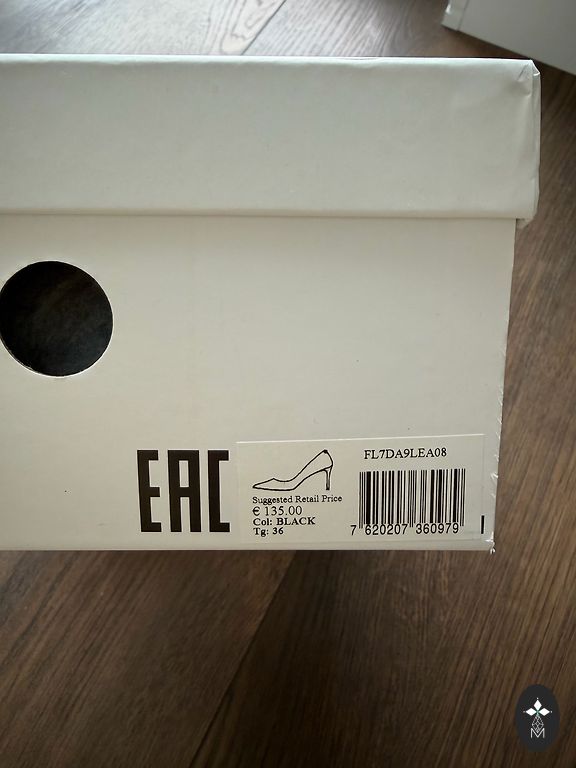 EAC
FL7DA9LEA08
Suggested Retail Price
€ 135.00
Col: BLACK
Tg: 36
7 620207 360979
M